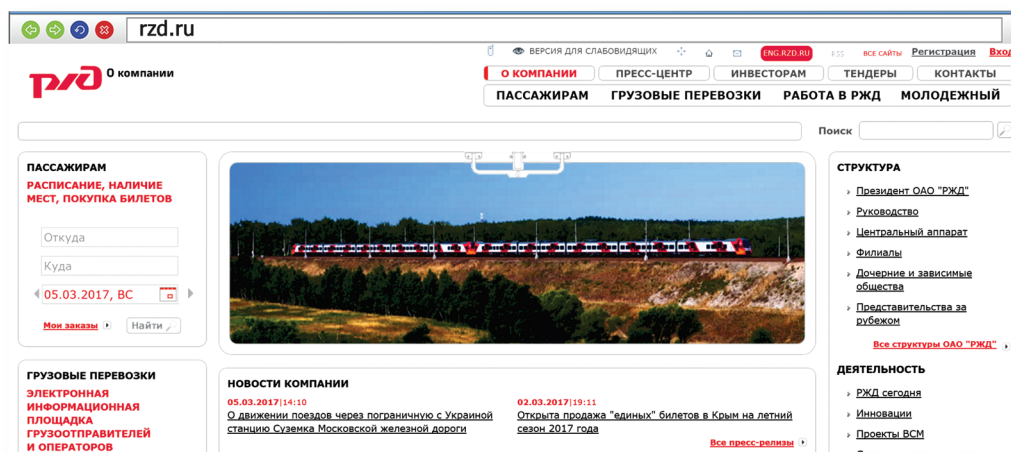 rzd.ru
ВЕРСИЯ ДЛЯ СЛАБОВИДЯЩИХ
ENG.RZD.RU
RSS
ВСЕ САЙТЫ
Регистрация
Вход
ржд
О компании
О КОМПАНИИ
ПРЕСС-ЦЕНТР
ИНВЕСТОРАМ
ТЕНДЕРЫ
КОНТАКТЫ
ПАССАЖИРАМ
ГРУЗОВЫЕ ПЕРЕВОЗКИ
РАБОТА В РЖД
МОЛОДЕЖНЫЙ
Поиск
ПАССАЖИРАМ
РАСПИСАНИЕ, НАЛИЧИЕ
МЕСТ, ПОКУПКА БИЛЕТОВ
Откуда
Куда
05.03.2017, ВС
Мои заказы
Найти
ГРУЗОВЫЕ ПЕРЕВОЗКИ
ЭЛЕКТРОННАЯ
ИНФОРМАЦИОННАЯ
ПЛОЩАДКА
ГРУЗООТПРАВИТЕЛЕЙ
И ОПЕРАТОРОВ
НОВОСТИ КОМПАНИИ
05.03.2017|14:10
О движении поездов через пограничную с Украиной
станцию Суземка Московской железной дороги
02.03.2017|19:11
Открыта продажа "единых" билетов в Крым на летний
сезон 2017 года
Все пресс-релизы
СТРУКТУРА
Президент ОАО "РЖД"
Руководство
Центральный аппарат
Филиалы
Дочерние и зависимые
общества
Представительства за
рубежом
Все структуры ОАО "РЖД"
ДЕЯТЕЛЬНОСТЬ
РЖД сегодня
Инновации
Проекты ВСМ